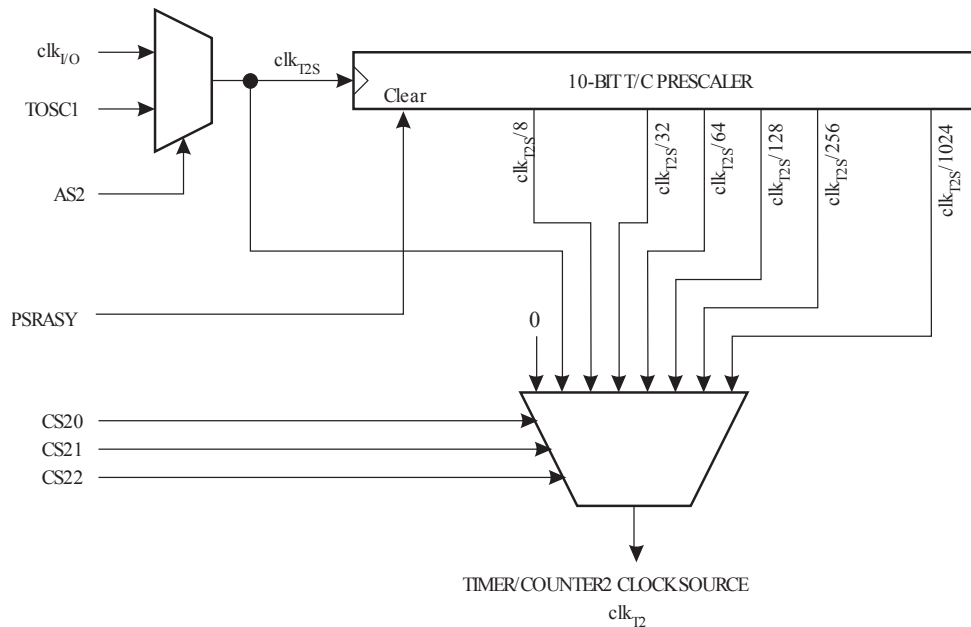 clkI/O
clkT2S
10-BIT T/C PRESCALER
TOSC1
Clear
clkT2S/8
clkT2S/32
clkT2S/64
clkT2S/128
clkT2S/256
clkT2S/1024
AS2
PSRASY
0
CS20
CS21
CS22
TIMER/COUNTER2 CLOCK SOURCE
clkT2